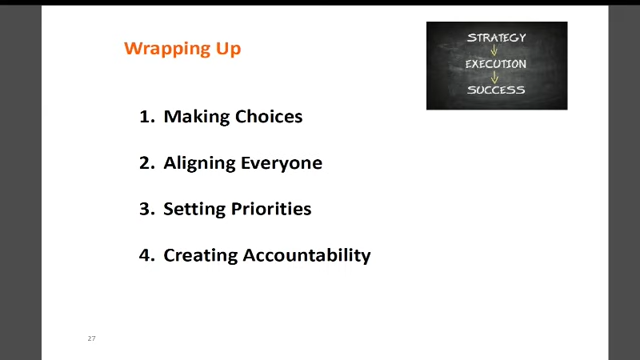 Wrapping Up
STRATEGY
EXECUTION
SUCCESS
1. Making Choices
2. Aligning Everyone
3. Setting Priorities
4. Creating Accountability
27